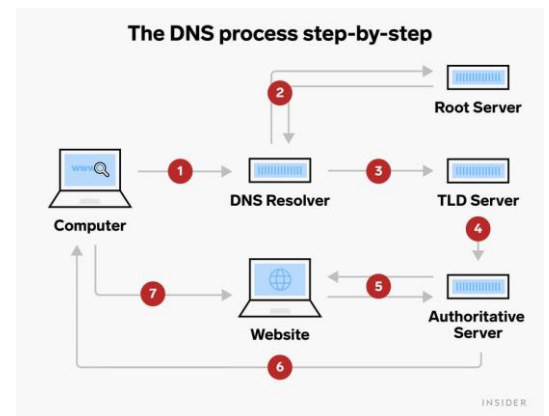 The DNS process step-by-step
2
Root Server
www
1
DNS Resolver
3
TLD Server
Computer
4
7
Website
5
Authoritative
Server
6
INSIDER